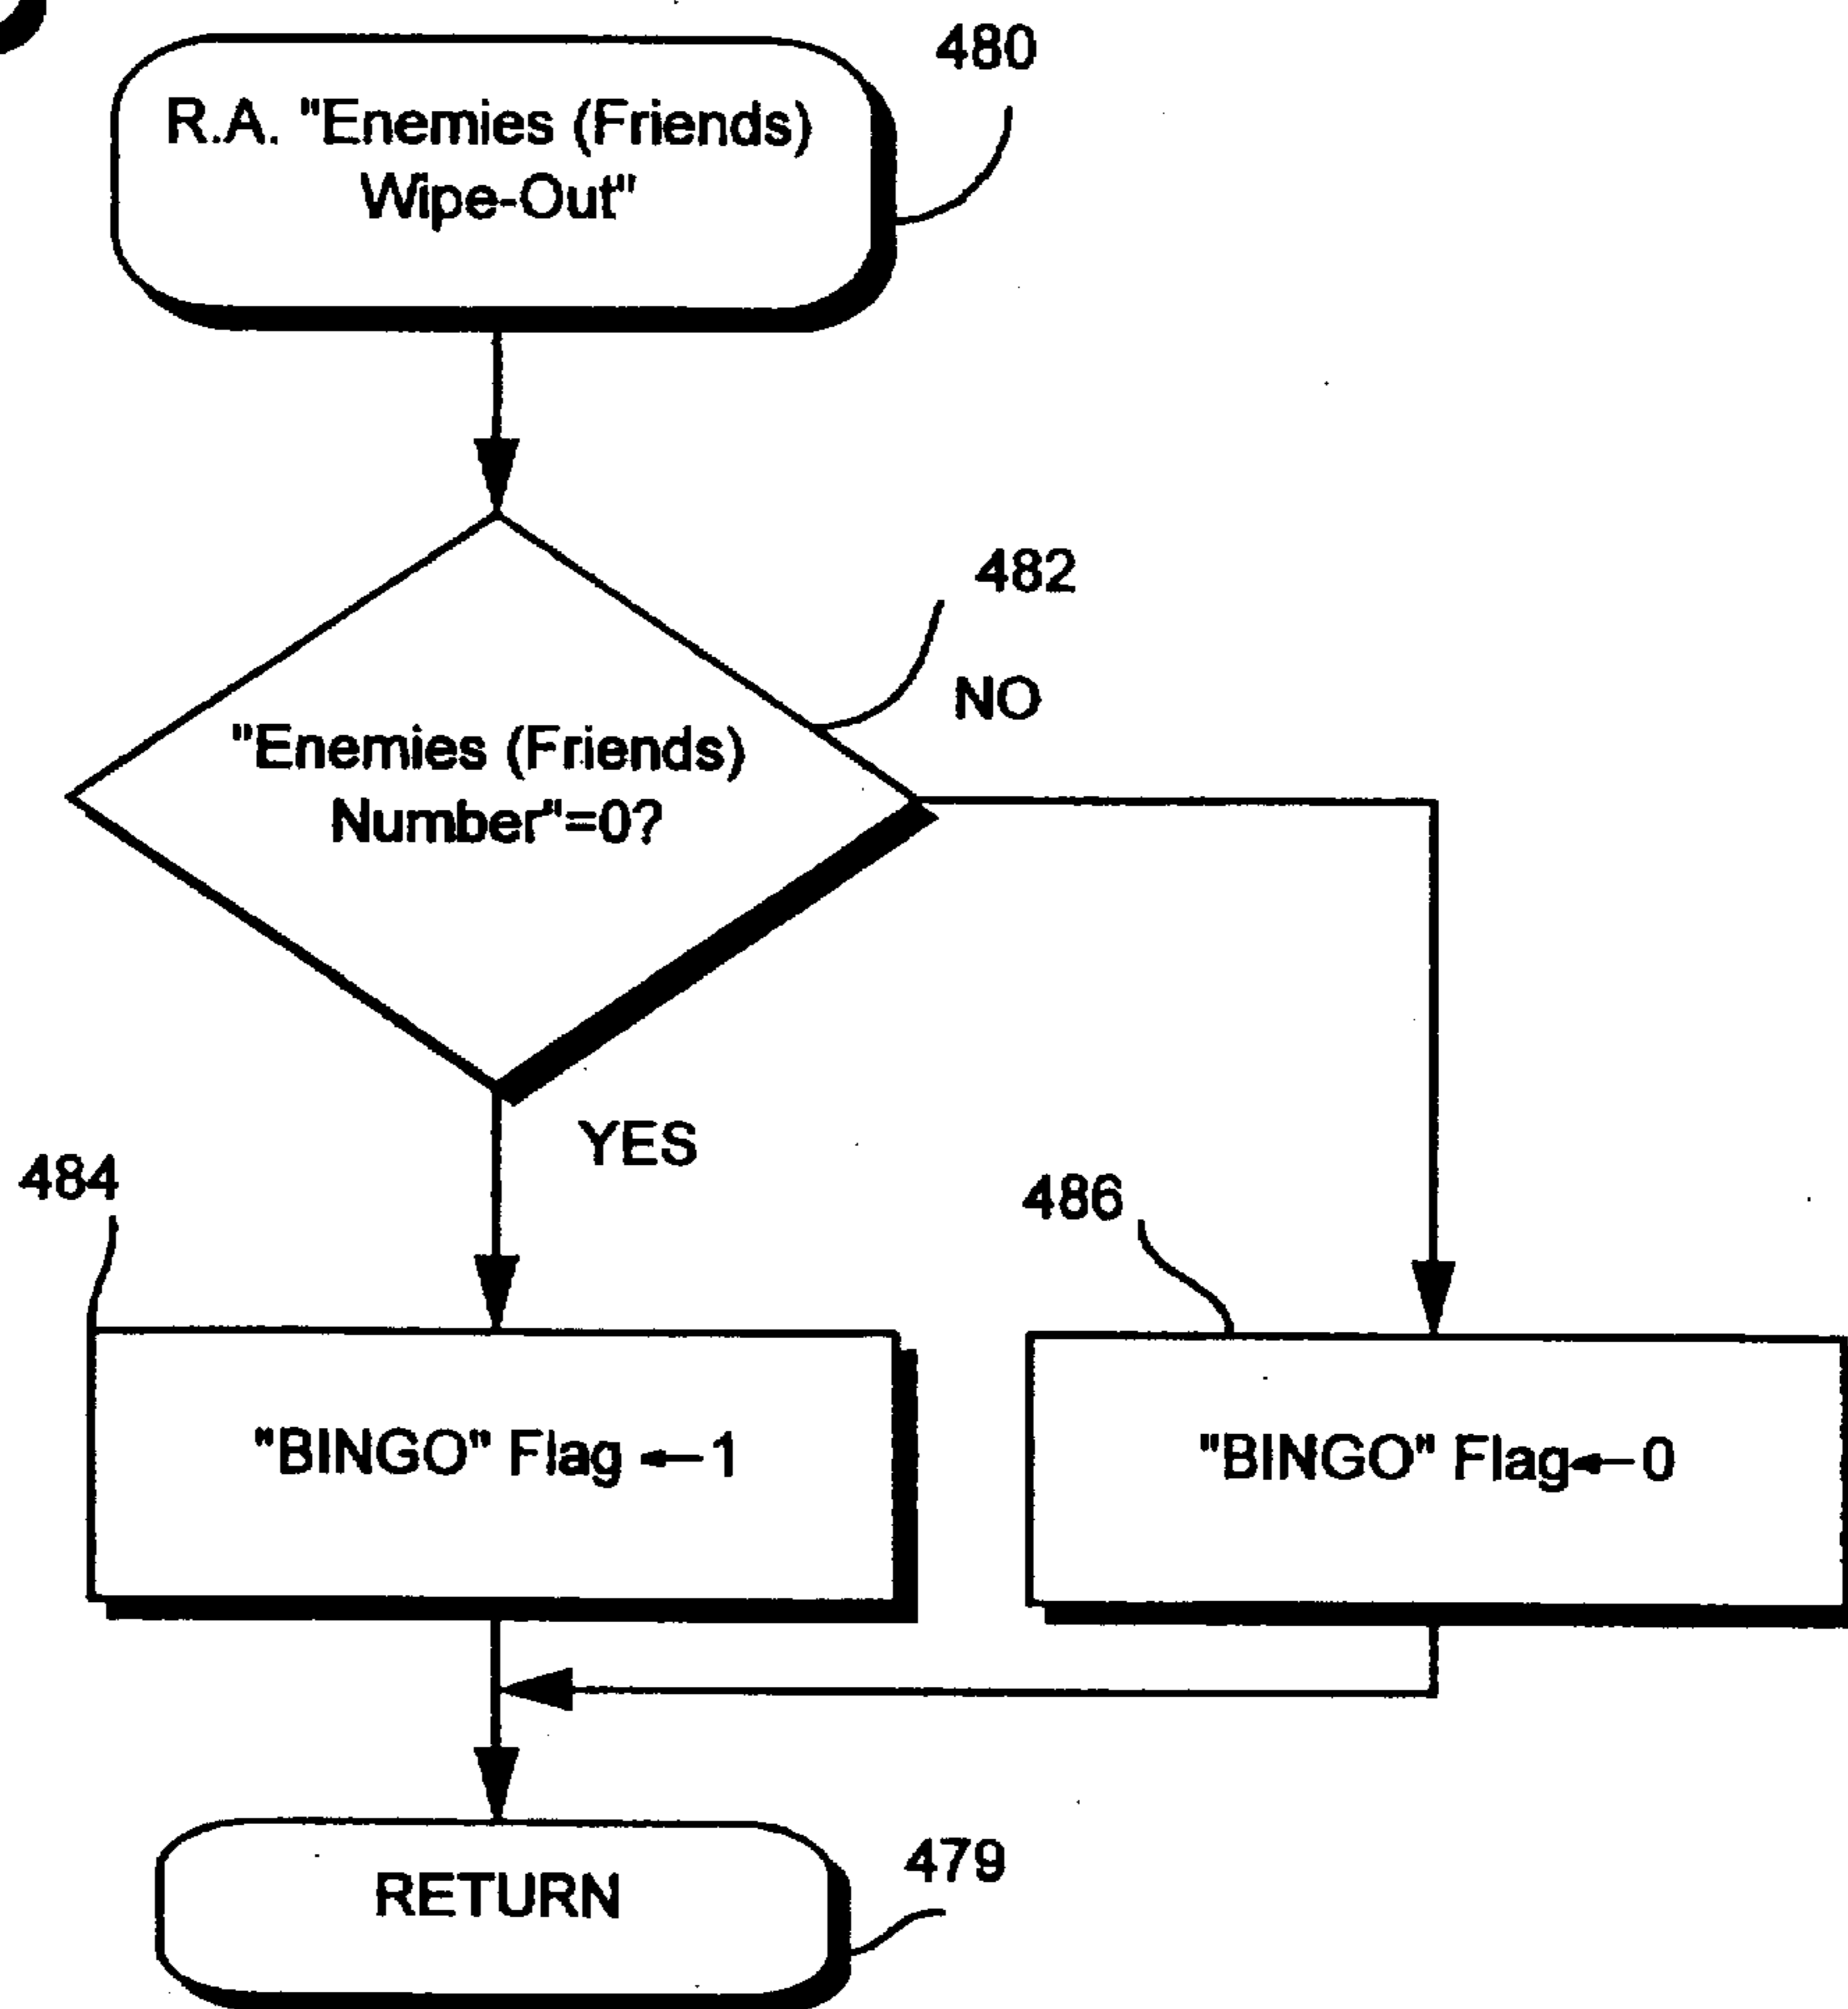 480
R.A. "Enemies (Friends)
Wipe-Out"
482
NO
"Enemies (Friends)
Number"=0?
YES
484
486
"BINGO" Flag ←1
"BINGO" Flag←0
479
RETURN